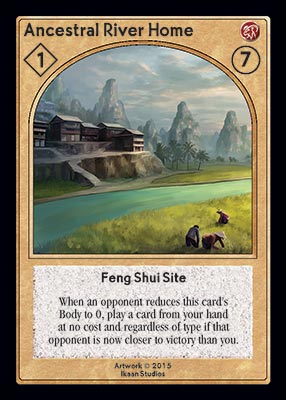 Ancestral River Home
1
7
Feng Shui Site
When an opponent reduces this card's
Body to 0, play a card from your hand
at no cost and regardless of type if that
opponent is now closer to victory than you.
Artwork © 2015
Ikaan Studios